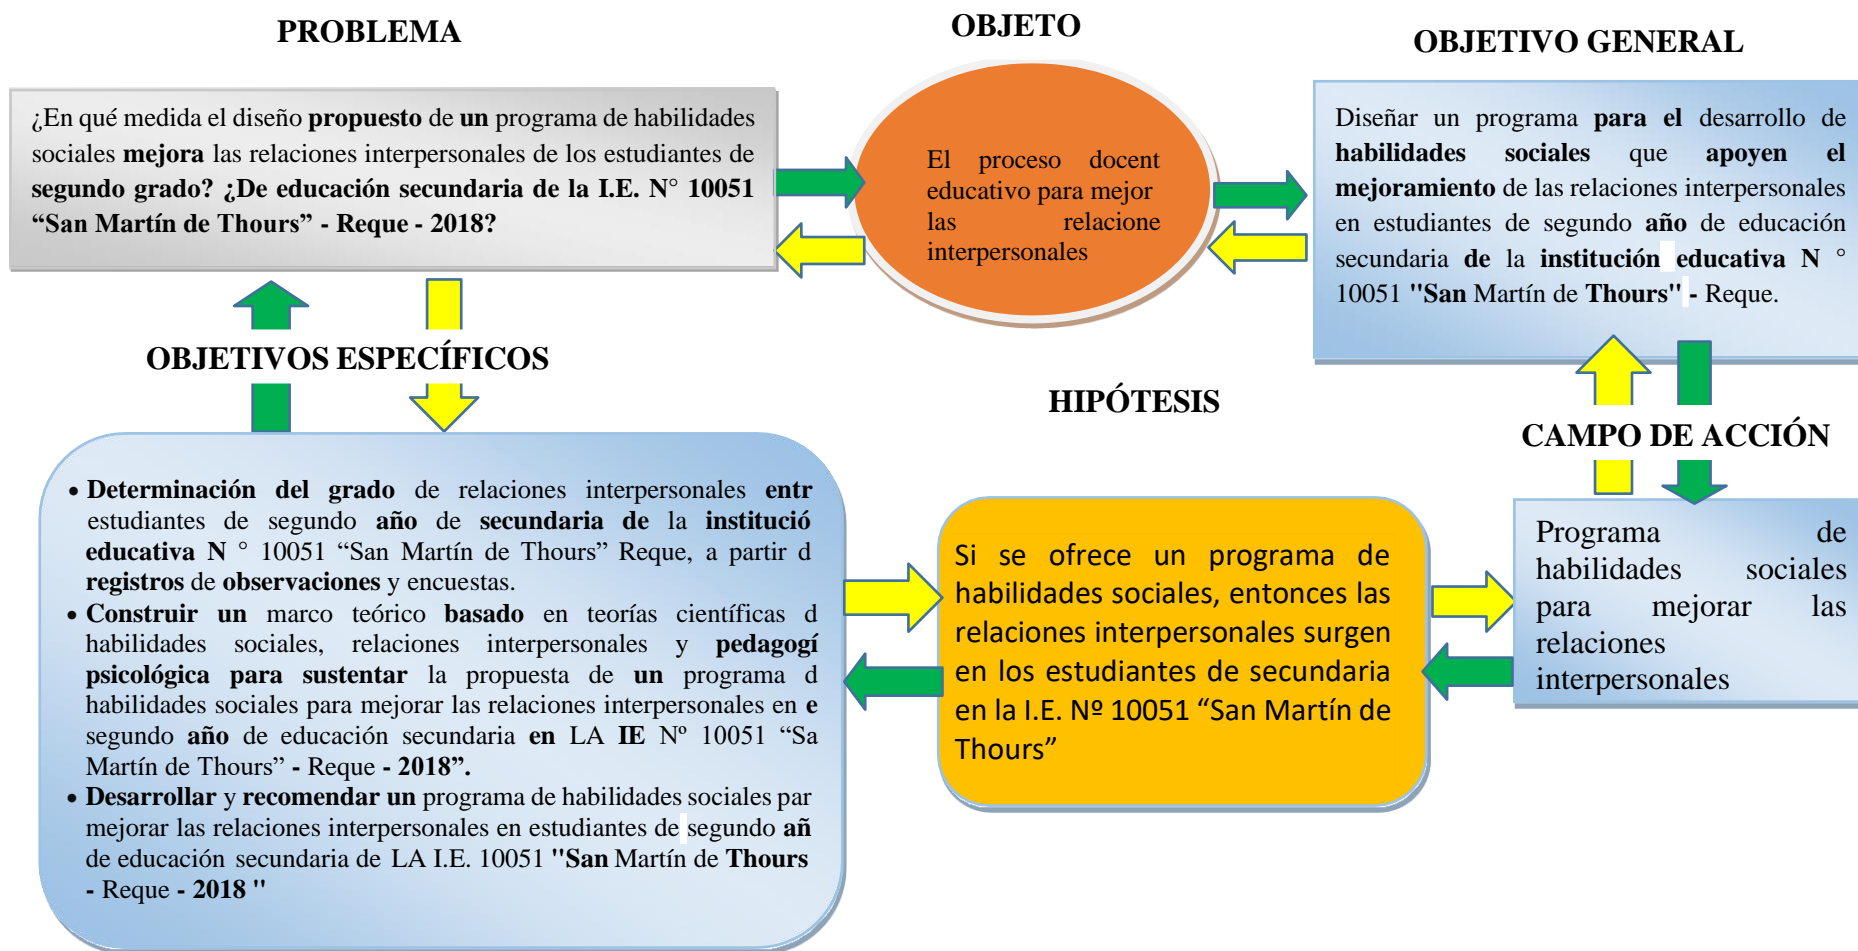 PROBLEMA
¿En qué medida el diseño propuesto de un programa de habilidades
sociales mejora las relaciones interpersonales de los estudiantes de
segundo grado? ¿De educación secundaria de la I.E. N° 10051
“San Martín de Thours” - Reque - 2018?
OBJETO
El proceso docent
educativo para mejor
las relacione
interpersonales
OBJETIVO GENERAL
Diseñar un programa para el desarrollo de
habilidades sociales que apoyen el
mejoramiento de las relaciones interpersonales
en estudiantes de segundo año de educación
secundaria de la institución educativa N °
10051 "San Martín de Thours" - Reque.
OBJETIVOS ESPECÍFICOS
• Determinación del grado de relaciones interpersonales entr
estudiantes de segundo año de secundaria de la institució
educativa N ° 10051 “San Martín de Thours” Reque, a partir d
registros de observaciones y encuestas.
• Construir un marco teórico basado en teorías científicas d
habilidades sociales, relaciones interpersonales y pedagogí
psicológica para sustentar la propuesta de un programa d
habilidades sociales para mejorar las relaciones interpersonales en e
segundo año de educación secundaria en LA IE Nº 10051 “Sa
Martín de Thours” - Reque - 2018”.
• Desarrollar y recomendar un programa de habilidades sociales par
mejorar las relaciones interpersonales en estudiantes de segundo añ
de educación secundaria de LA I.E. 10051 "San Martín de Thours
- Reque - 2018 "
HIPÓTESIS
Si se ofrece un programa de
habilidades sociales, entonces las
relaciones interpersonales surgen
en los estudiantes de secundaria
en la I.E. Nº 10051 “San Martín de
Thours”
CAMPO DE ACCIÓN
Programa de
habilidades sociales
para mejorar las
relaciones
interpersonales